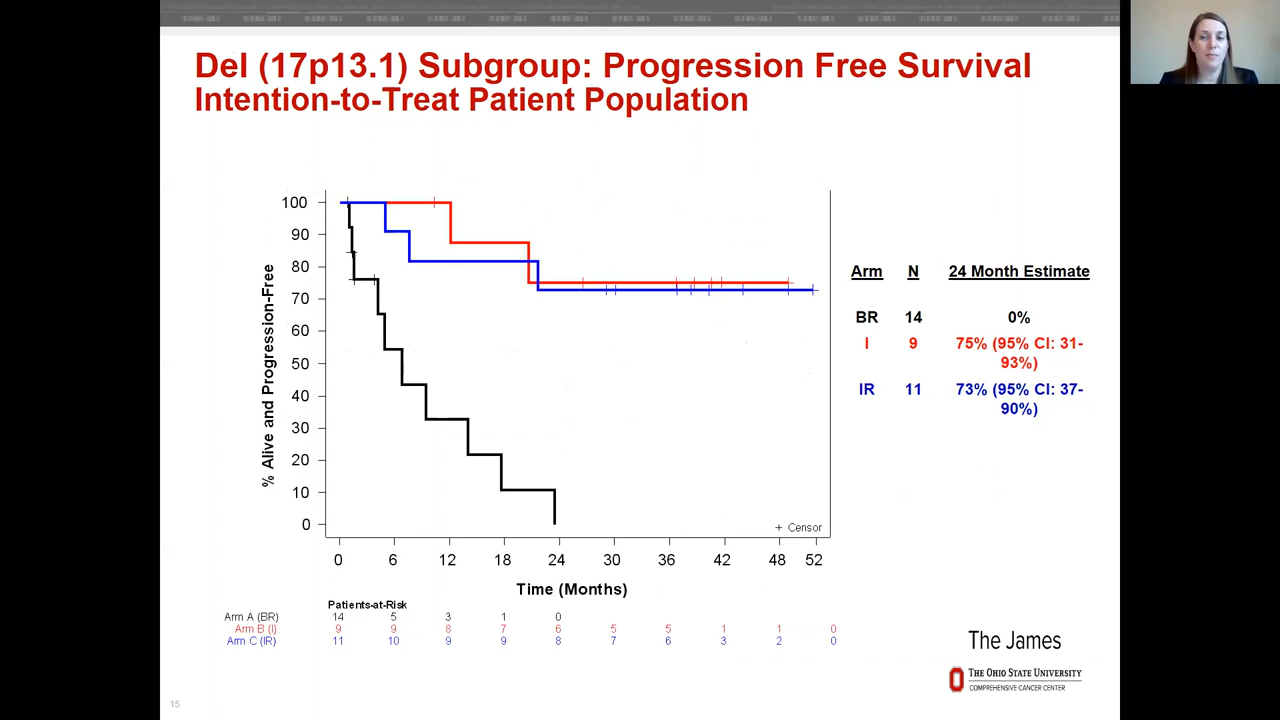 Del (17p13.1) Subgroup: Progression Free Survival
Intention-to-Treat Patient Population
% Alive and Progression-Free
100
90
80
70
60
50
40
30
20
10
0
+ Censor
0 6 12 18 24 30 36 42 48 52
Time (Months)
Arm N 24 Month Estimate
BR 14 0%
I 9 75% (95% CI: 31-
93%)
IR 11 73% (95% CI: 37-
90%)
Patients-at-Risk
Arm A (BR) 14 5 3 1 0
Arm B (I) 9 9 8 7 6 5 5 1 1 0
Arm C (IR) 11 10 9 9 8 7 6 3 2 0
The James
THE OHIO STATE UNIVERSITY
COMPREHENSIVE CANCER CENTER
15